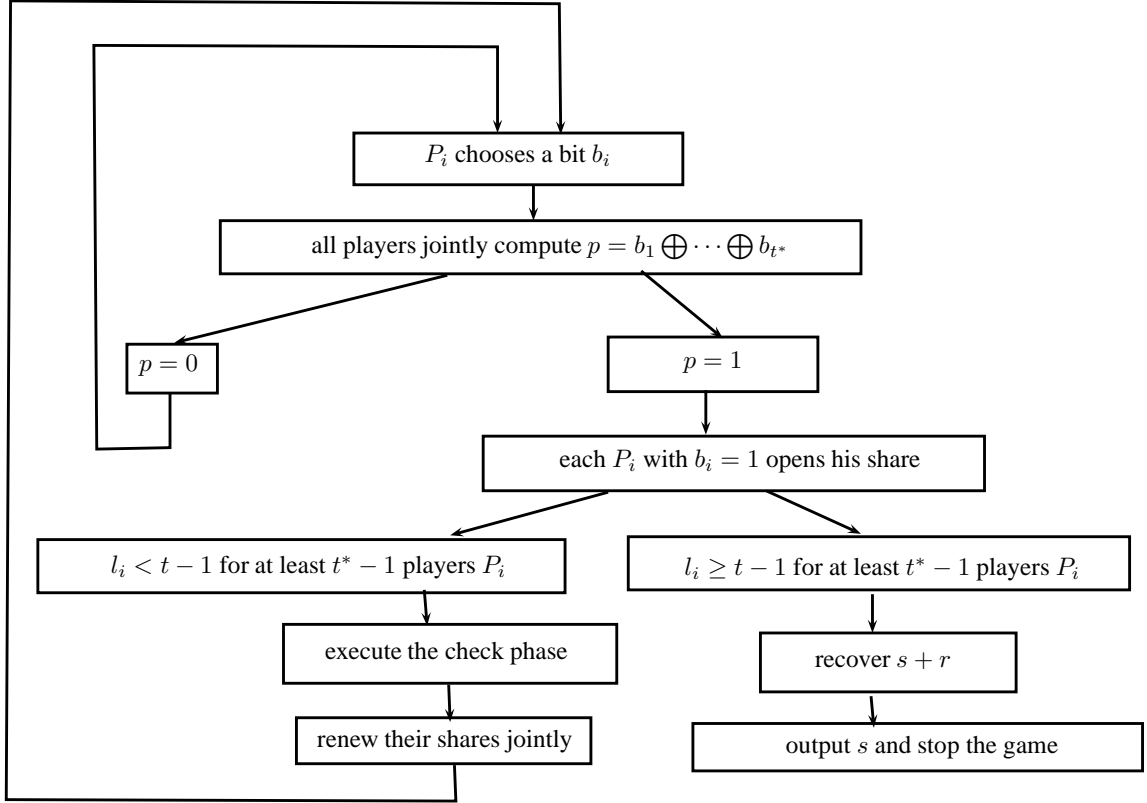 P_i chooses a bit b_i
all players jointly compute p = b_1 ⨁ ⋯ ⨁ b_{t*}
p = 0
p = 1
each P_i with b_i = 1 opens his share
l_i < t − 1 for at least t* − 1 players P_i
l_i ≥ t − 1 for at least t* − 1 players P_i
execute the check phase
recover s + r
renew their shares jointly
output s and stop the game